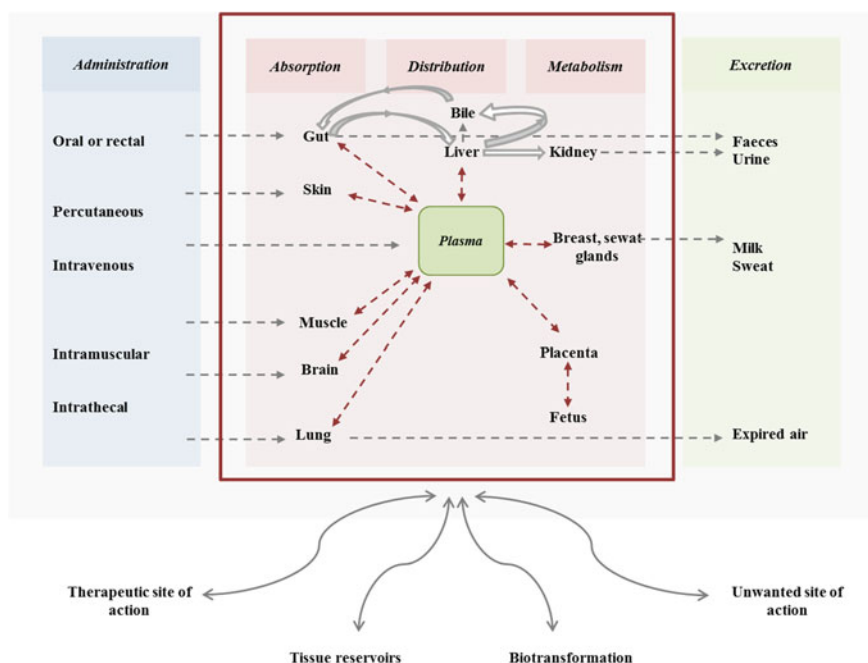 Administration
Absorption
Distribution
Metabolism
Excretion
Oral or rectal
Percutaneous
Intravenous
Intramuscular
Intrathecal
Gut
Bile
Liver
Kidney
Skin
Plasma
Breast, sewat
glands
Muscle
Brain
Lung
Placenta
Fetus
Faeces
Urine
Milk
Sweat
Expired air
Therapeutic site of
action
Tissue reservoirs
Biotransformation
Unwanted site of
action